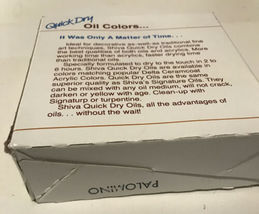 Quick Dry
Oil Colors...
It Was Only A Matter of Time. . .
Ideal for decorative as well as traditional fine
art techniques, Shiva Quick Dry Oils combine
the best qualities of both oils and acrylics. More
working time than acrylics and faster drying time
than traditional oils.
Specially formulated to dry to the touch in 2 to
6 hours. Shiva Quick Dry Oils are available in
colors matching popular Delta Ceramcoat
Acrylic Colors. Quick Dry Oils are the same
superior quality as Shiva's Signature Oils. They
can be mixed with any oil medium, will not crack,
darken or yellow with age. Clean-up with
Signaturp or turpentine.
Shiva Quick Dry Oils, all the advantages of
oils. . . without the wait!
PALOMINO